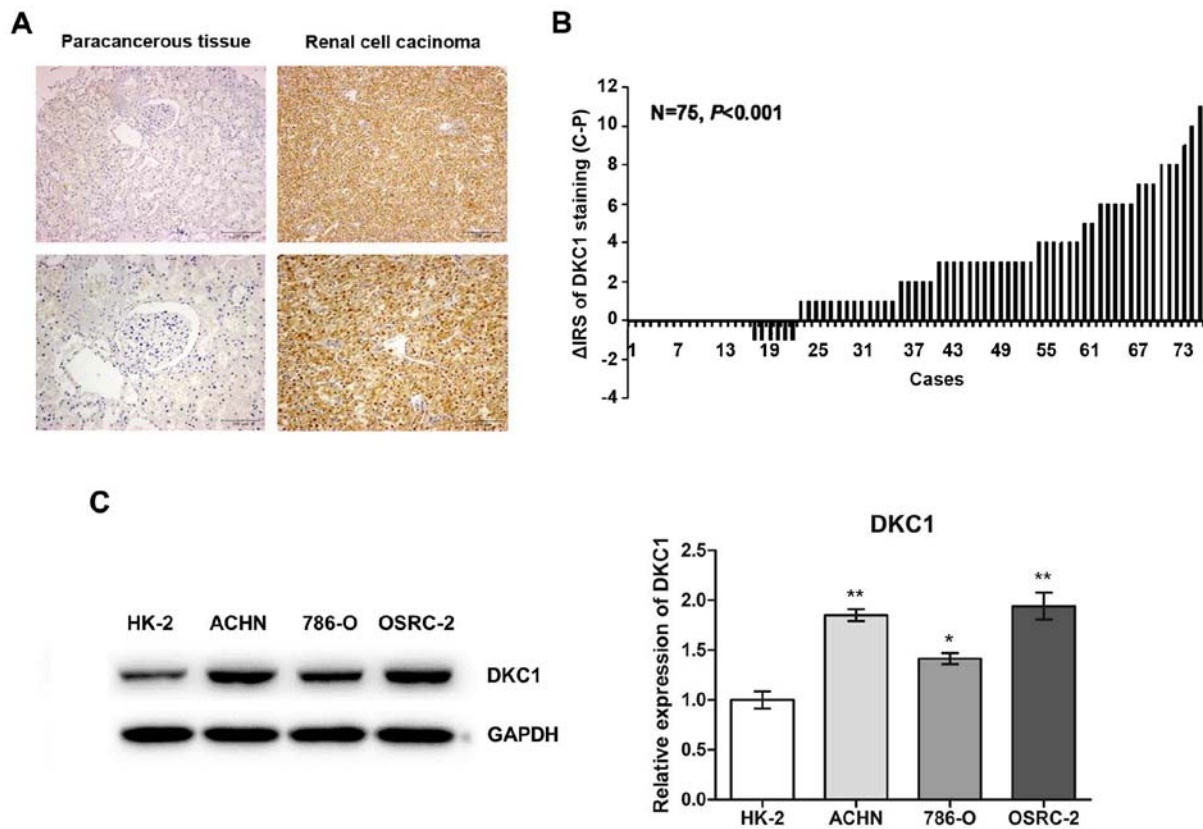 A
Paracancerous tissue
Renal cell cacinoma
B
ΔIRS of DKC1 staining (C-P)
12
10
8
6
4
2
0
-2
-4
N=75, P<0.001
1 7 13 19 25 31 37 43 49 55 61 67 73
Cases
C
HK-2 ACHN 786-O OSRC-2
DKC1
GAPDH
DKC1
Relative expression of DKC1
2.5
2.0
1.5
1.0
0.5
0.0
** * **
HK-2 ACHN 786-O OSRC-2